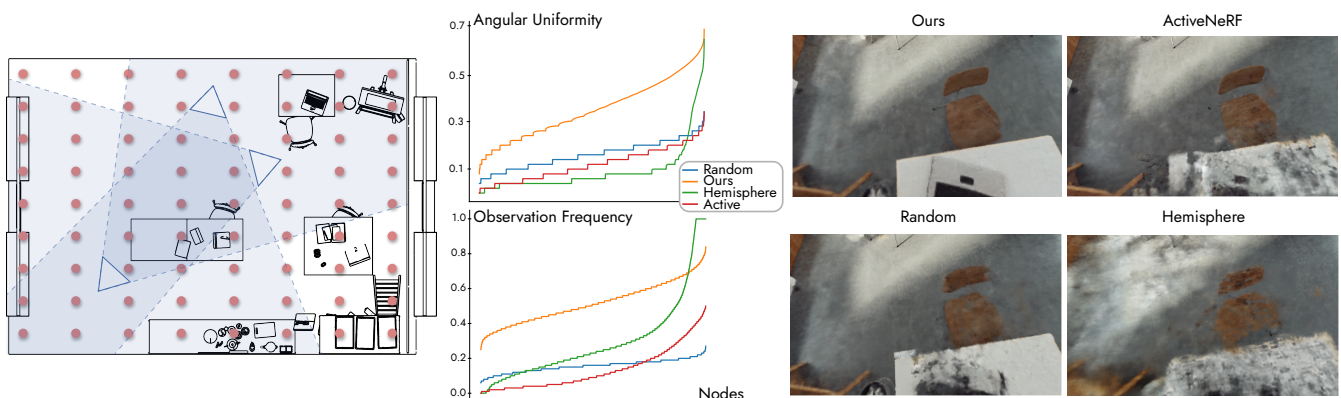 Angular Uniformity
0.7
0.5
0.3
0.1
Random
Ours
Hemisphere
Active
Observation Frequency
1.0
0.8
0.6
0.4
0.2
0.0
Nodes
Ours
ActiveNeRF
Random
Hemisphere